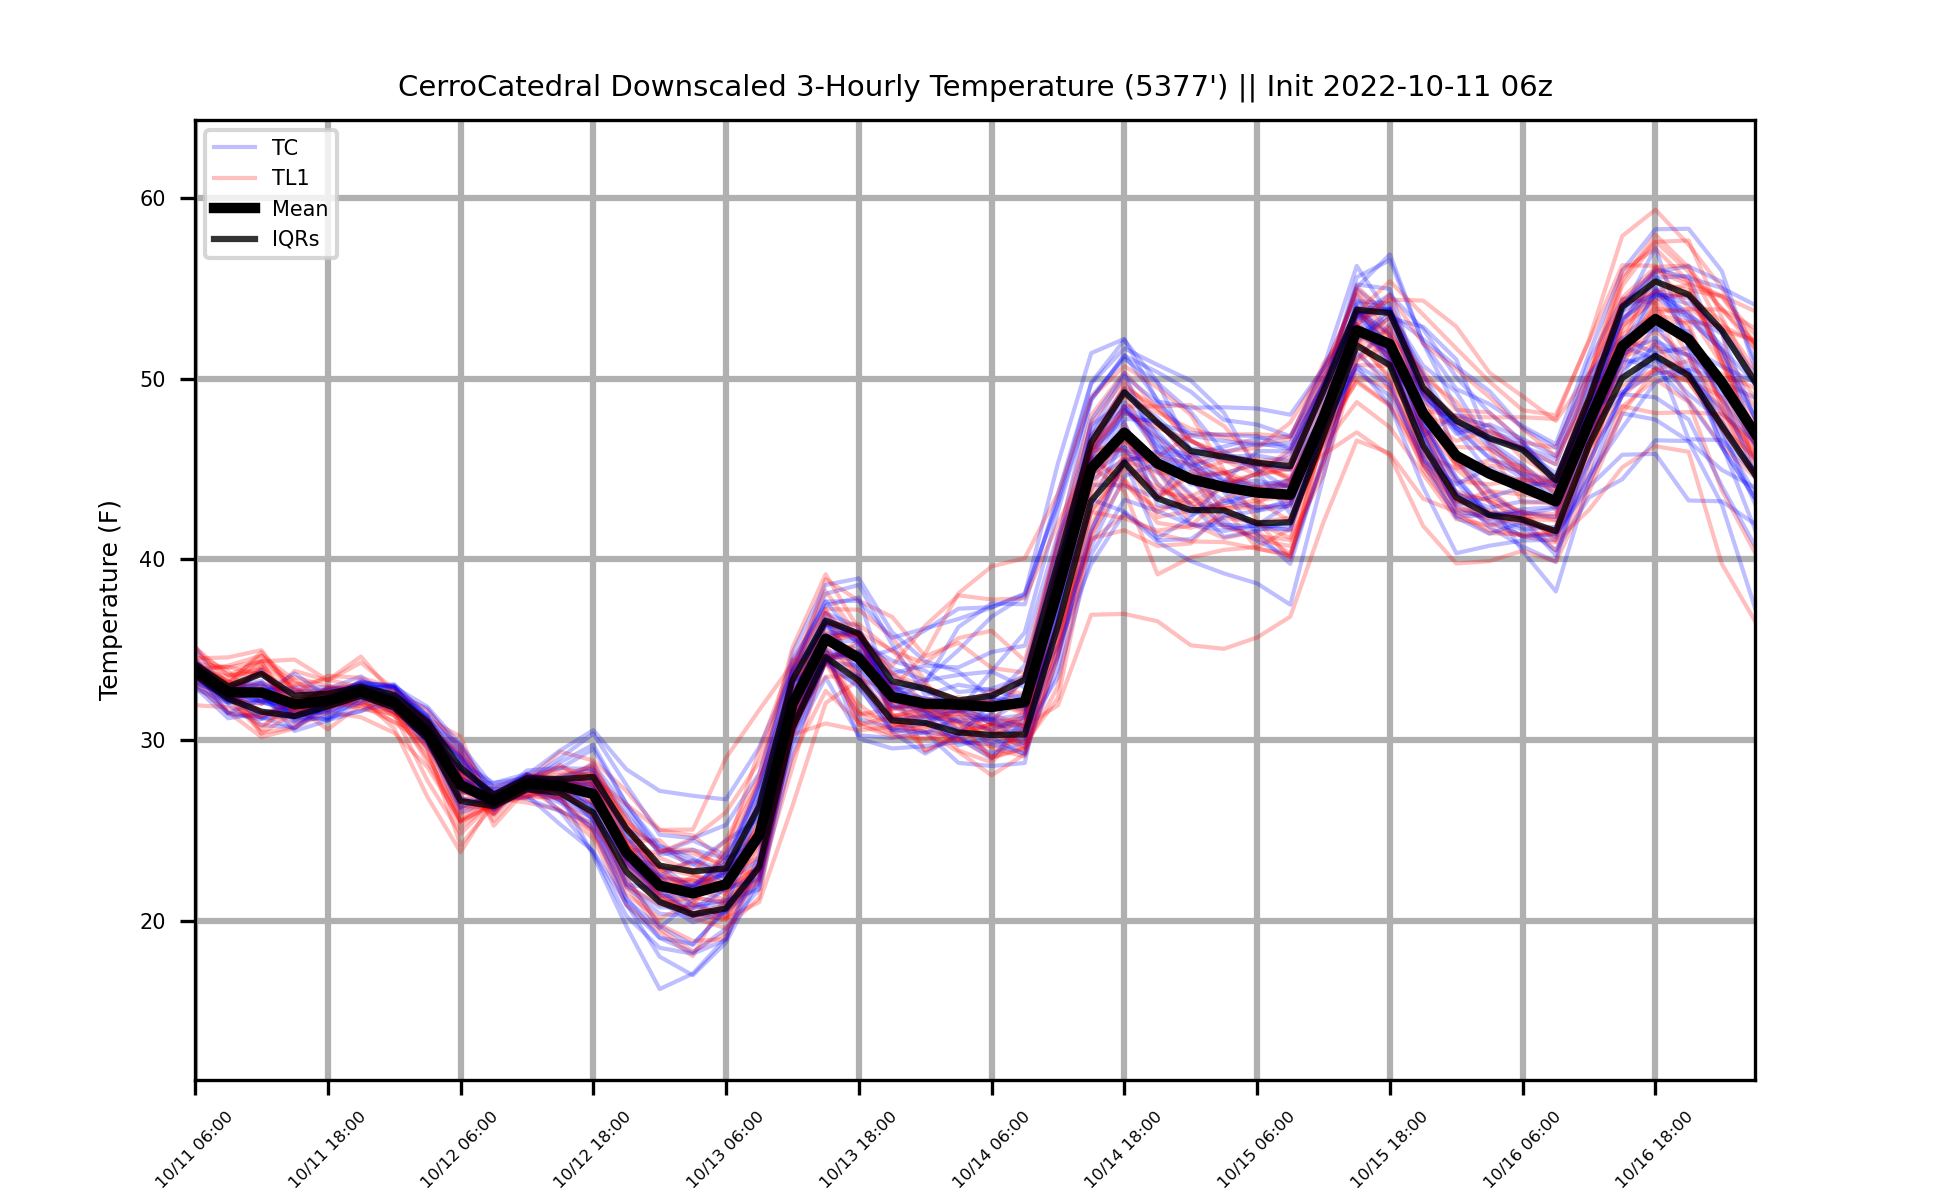 CerroCatedral Downscaled 3-Hourly Temperature (5377') || Init 2022-10-11 06z
TC
TL1
Mean
IQRs
Temperature (F)
60
50
40
30
20
10/11 06:00
10/11 18:00
10/12 06:00
10/12 18:00
10/13 06:00
10/13 18:00
10/14 06:00
10/14 18:00
10/15 06:00
10/15 18:00
10/16 06:00
10/16 18:00